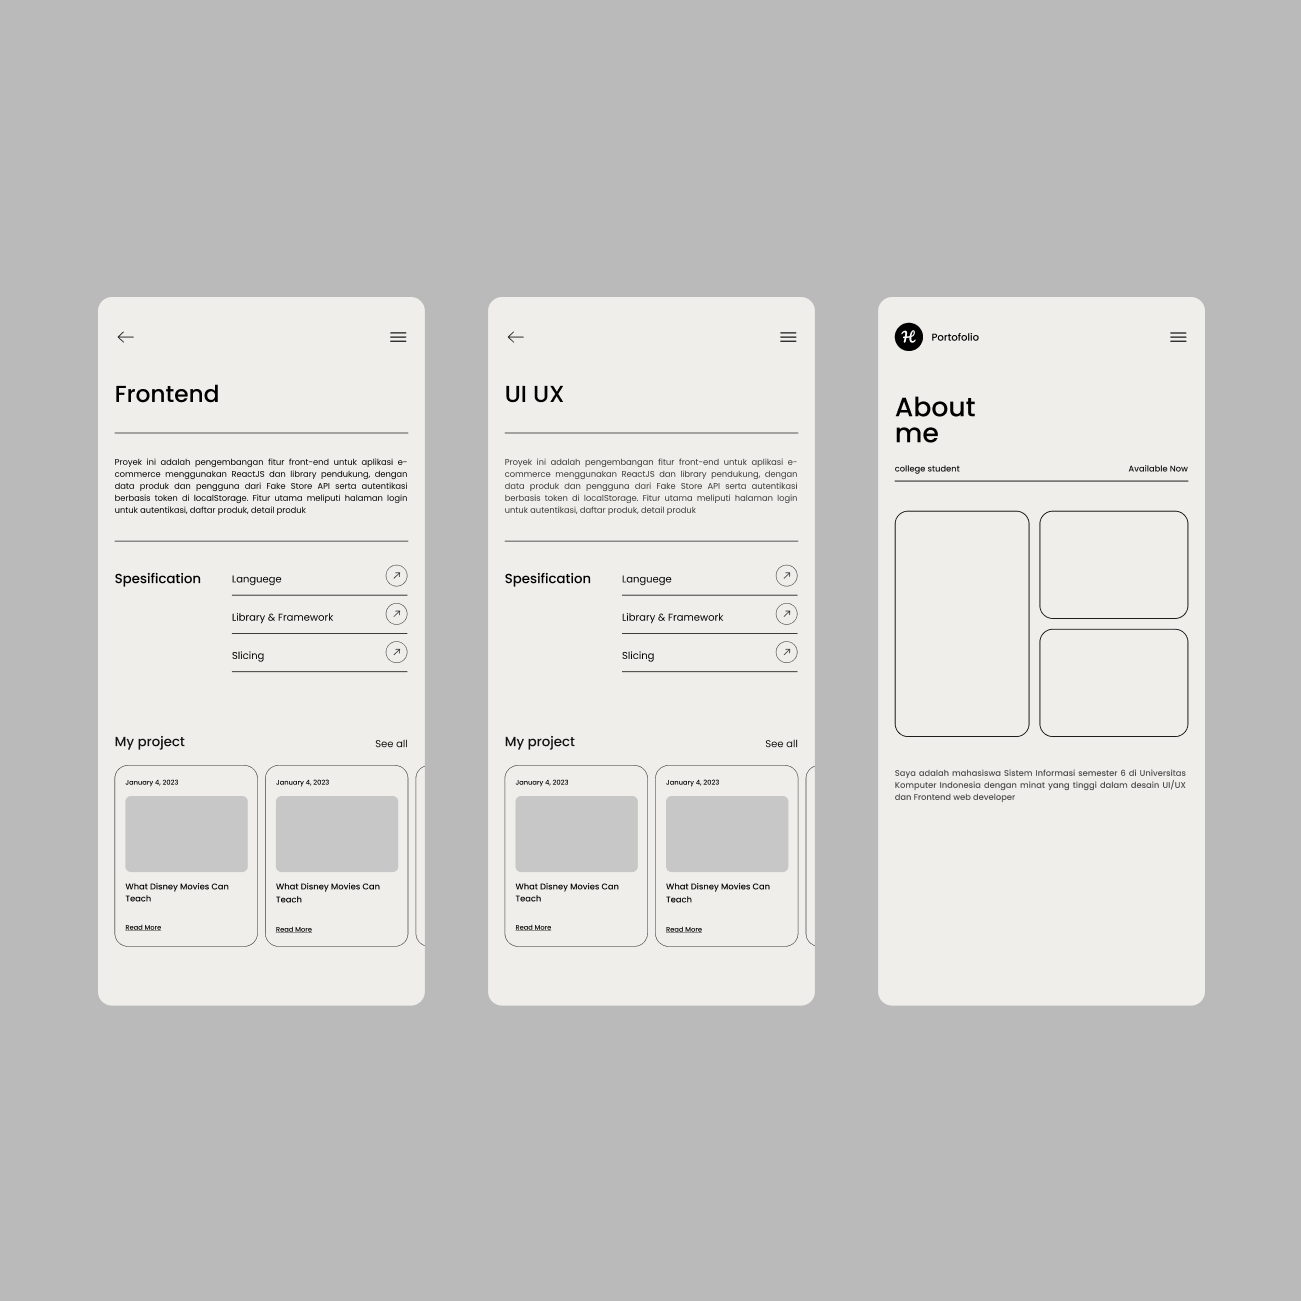 Frontend
Proyek ini adalah pengembangan fitur front-end untuk aplikasi e-
commerce menggunakan ReactJS dan library pendukung, dengan
data produk dan pengguna dari Fake Store API serta autentikasi
berbasis token di localStorage. Fitur utama meliputi halaman login
untuk autentikasi, daftar produk, detail produk
Spesification
Languege
Library & Framework
Slicing
My project
See all
January 4, 2023
What Disney Movies Can
Teach
Read More
January 4, 2023
What Disney Movies Can
Teach
Read More
UI UX
Proyek ini adalah pengembangan fitur front-end untuk aplikasi e-
commerce menggunakan ReactJS dan library pendukung, dengan
data produk dan pengguna dari Fake Store API serta autentikasi
berbasis token di localStorage. Fitur utama meliputi halaman login
untuk autentikasi, daftar produk, detail produk
Spesification
Languege
Library & Framework
Slicing
My project
See all
January 4, 2023
What Disney Movies Can
Teach
Read More
January 4, 2023
What Disney Movies Can
Teach
Read More
H
Portofolio
About
me
college student
Available Now
Saya adalah mahasiswa Sistem Informasi semester 6 di Universitas
Komputer Indonesia dengan minat yang tinggi dalam desain UI/UX
dan Frontend web developer